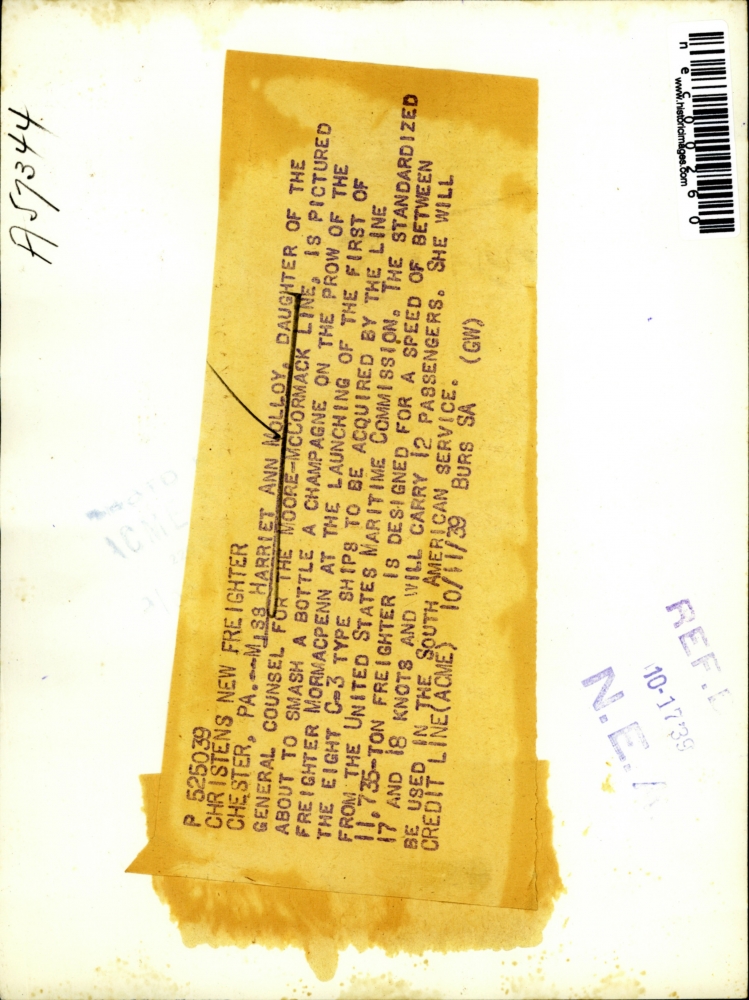 A57344
P 525039
CHRISTENS NEW FREIGHTER
CHESTER, PA.--MISS HARRIET ANN MOLLOY, DAUGHTER OF THE
GENERAL COUNSEL FOR THE MOORE-MCCORMACK LINE, IS PICTURED
ABOUT TO SMASH A BOTTLE A CHAMPAGNE ON THE PROW OF THE
FREIGHTER MORMACPENN AT THE LAUNCHING OF THE FIRST OF
THE EIGHT C-3 TYPE SHIPS TO BE ACQUIRED BY THE LINE
FROM THE UNITED STATES MARITIME COMMISSION. THE STANDARDIZED
11,735-TON FREIGHTER IS DESIGNED FOR A SPEED OF BETWEEN
17 AND 18 KNOTS AND WILL CARRY 12 PASSENGERS. SHE WILL
BE USED IN THE SOUTH AMERICAN SERVICE.
CREDIT LINE(ACME) 10/11/39 BURS SA (GW)
www.historicimages.com
nec00260
REF.
10-17-39
N.E.A
ACME